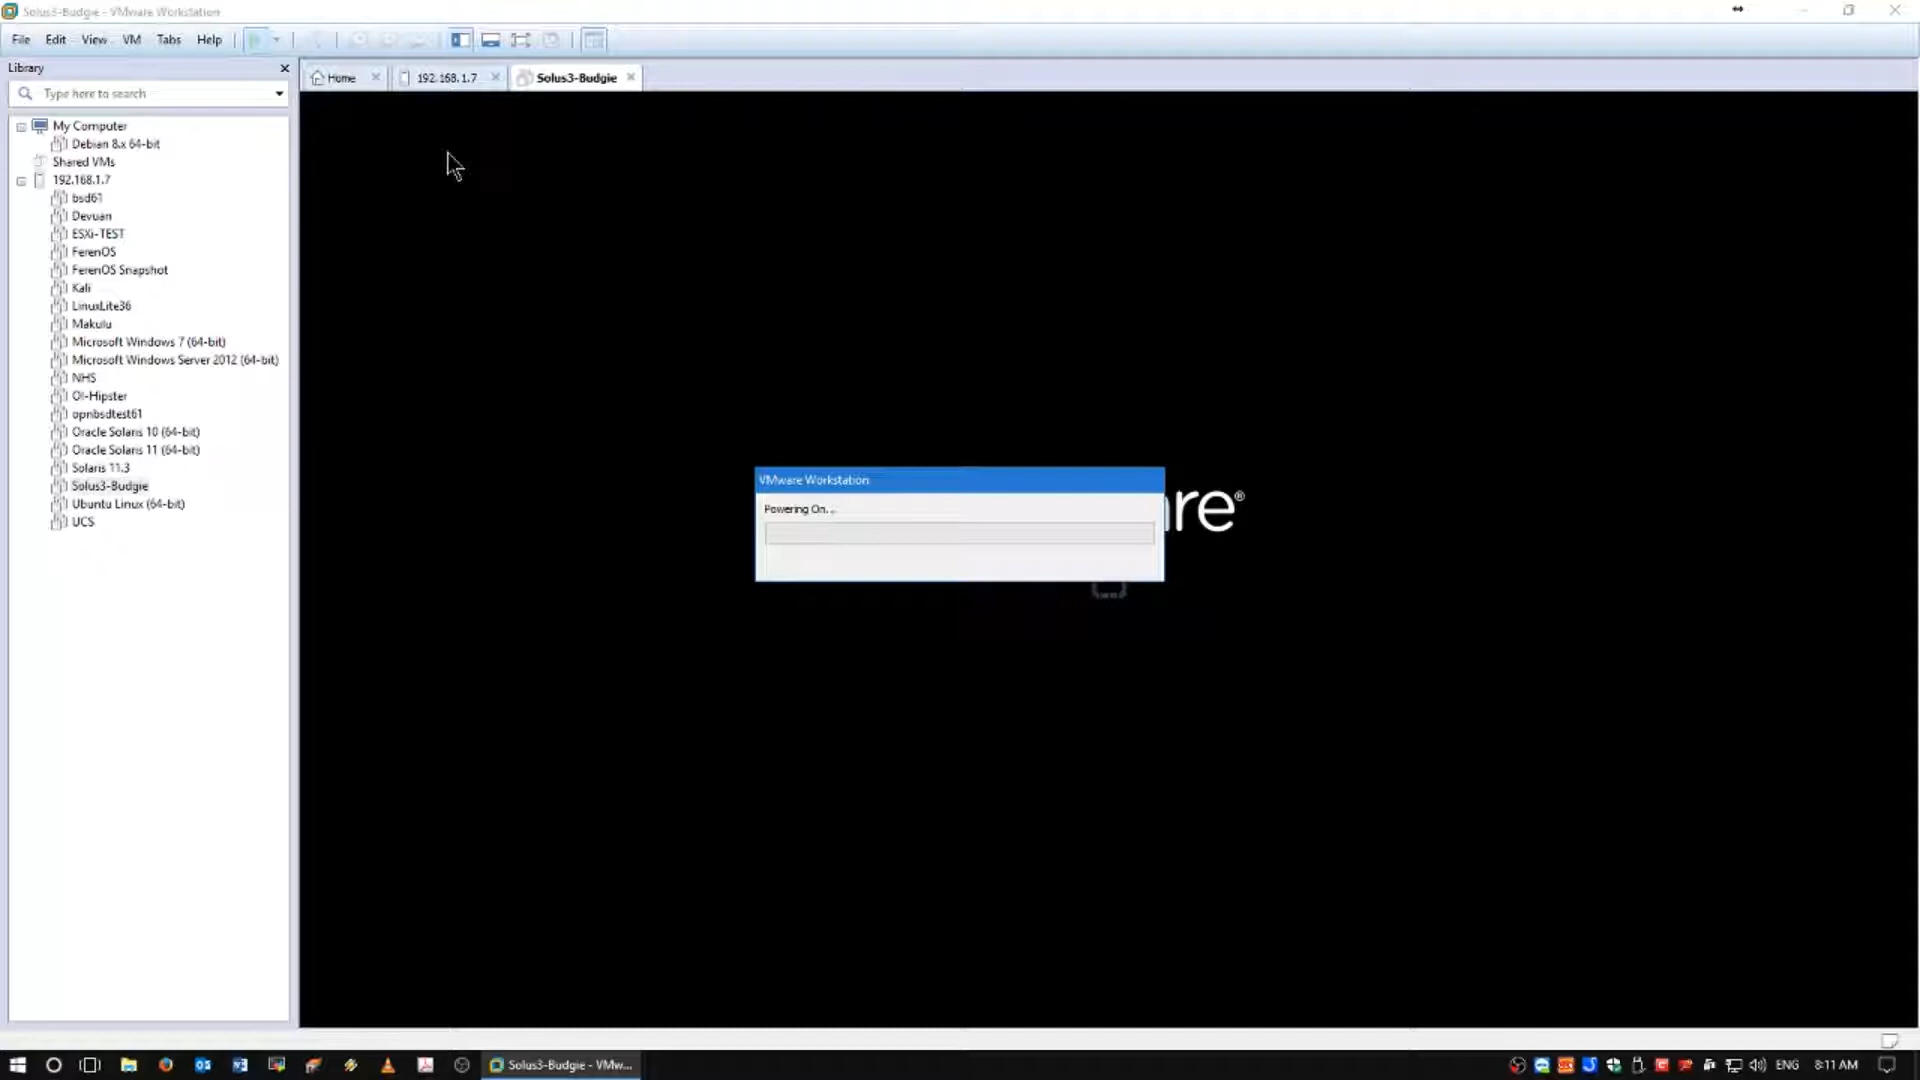 Solus3-Budgie - VMware Workstation
File Edit View VM Tabs Help
Library
Home
192.168.1.7
Solus3-Budgie
Type here to search
My Computer
Debian 8.x 64-bit
Shared VMs
192.168.1.7
bsd61
Devuan
ESXi-TEST
FerenOS
FerenOS Snapshot
Kali
LinuxLite36
Makulu
Microsoft Windows 7 (64-bit)
Microsoft Windows Server 2012 (64-bit)
NHS
OI-Hipster
opnbsdtest61
Oracle Solaris 10 (64-bit)
Oracle Solaris 11 (64-bit)
Solaris 11.3
Solus3-Budgie
Ubuntu Linux (64-bit)
UCS
VMware Workstation
Powering On...
re®
Solus3-Budgie - VMw...
ENG
8:11 AM